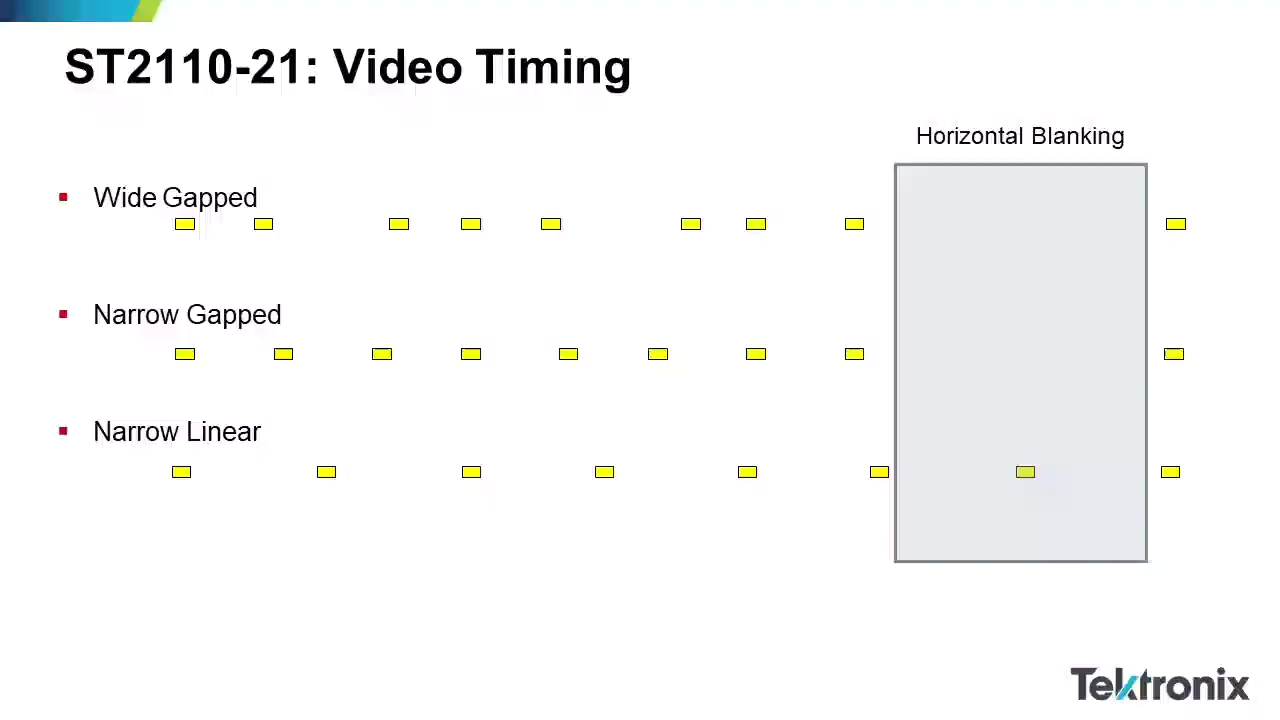 ST2110-21: Video Timing
Horizontal Blanking
Wide Gapped
Narrow Gapped
Narrow Linear
Tektronix